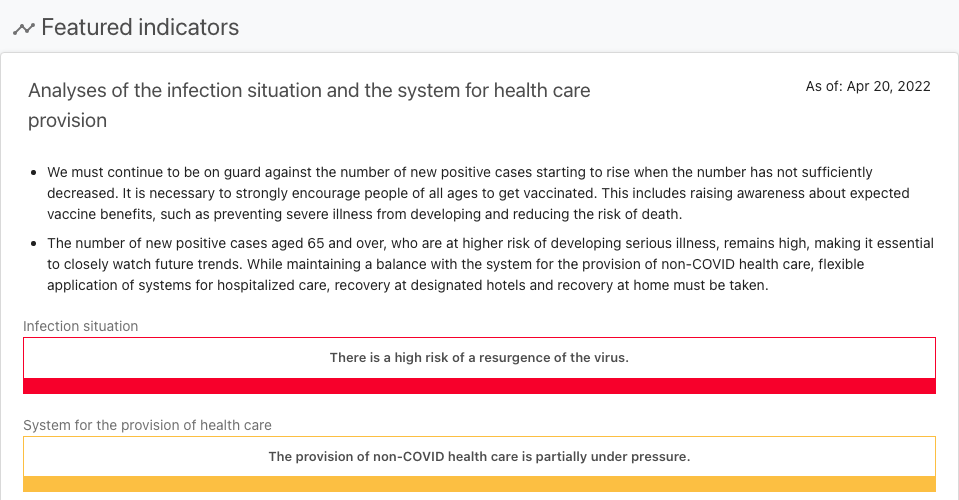 Featured indicators
Analyses of the infection situation and the system for health care
provision
As of: Apr 20, 2022
We must continue to be on guard against the number of new positive cases starting to rise when the number has not sufficiently
decreased. It is necessary to strongly encourage people of all ages to get vaccinated. This includes raising awareness about expected
vaccine benefits, such as preventing severe illness from developing and reducing the risk of death.
The number of new positive cases aged 65 and over, who are at higher risk of developing serious illness, remains high, making it essential
to closely watch future trends. While maintaining a balance with the system for the provision of non-COVID health care, flexible
application of systems for hospitalized care, recovery at designated hotels and recovery at home must be taken.
Infection situation
There is a high risk of a resurgence of the virus.
System for the provision of health care
The provision of non-COVID health care is partially under pressure.